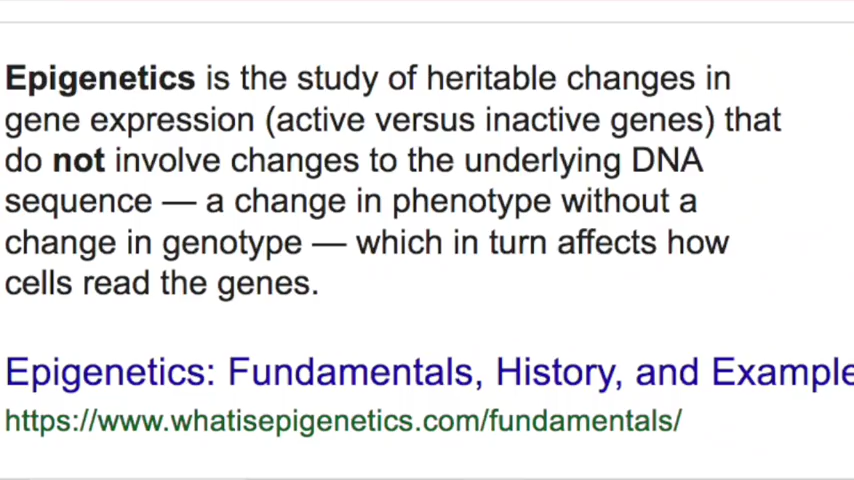 Epigenetics is the study of heritable changes in
gene expression (active versus inactive genes) that
do not involve changes to the underlying DNA
sequence — a change in phenotype without a
change in genotype — which in turn affects how
cells read the genes.
Epigenetics: Fundamentals, History, and Example
https://www.whatisepigenetics.com/fundamentals/